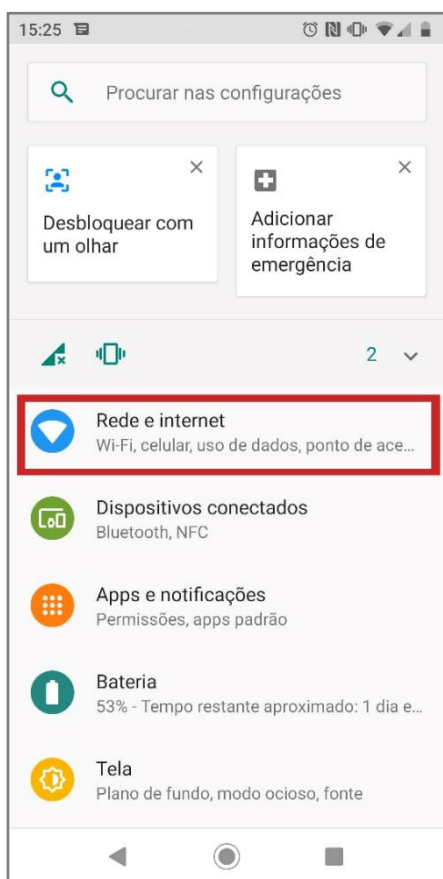 15:25
Procurar nas configurações
Desbloquear com
um olhar
Adicionar
informações de
emergência
2
Rede e internet
Wi-Fi, celular, uso de dados, ponto de ace...
Dispositivos conectados
Bluetooth, NFC
Apps e notificações
Permissões, apps padrão
Bateria
53% - Tempo restante aproximado: 1 dia e...
Tela
Plano de fundo, modo ocioso, fonte